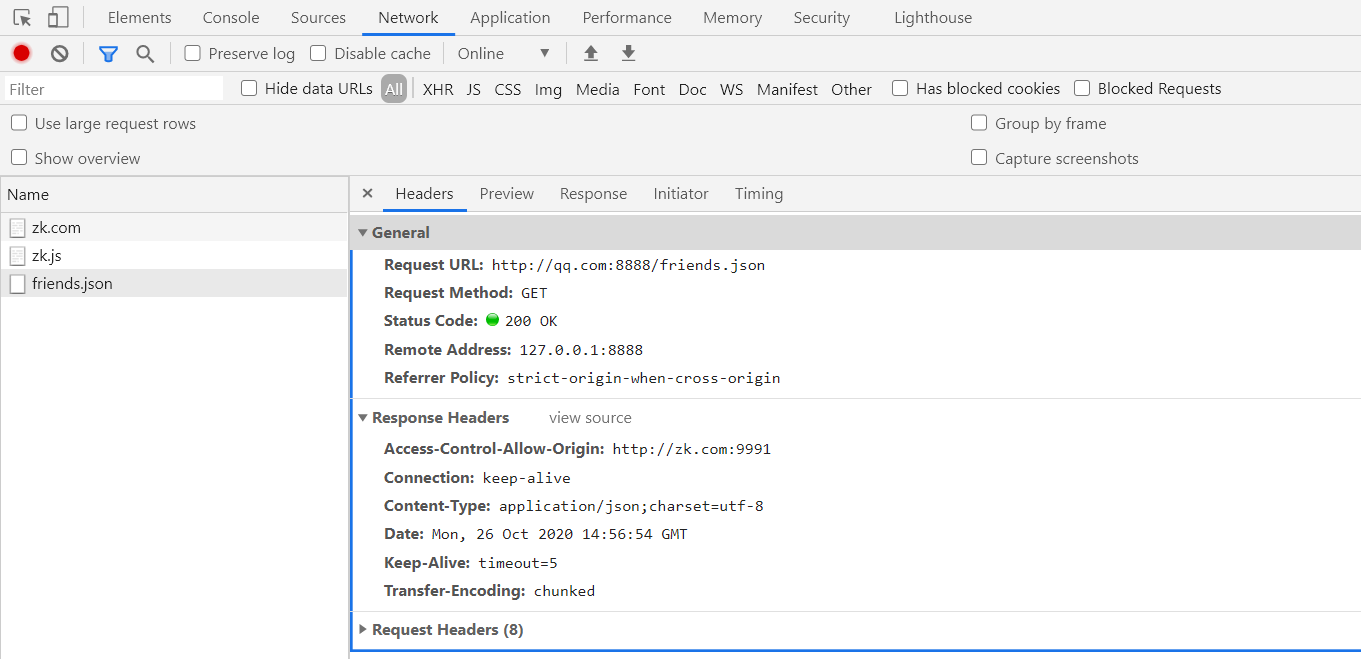 Elements Console Sources Network Application Performance Memory Security Lighthouse
Preserve log Disable cache Online
Filter Hide data URLs All XHR JS CSS Img Media Font Doc WS Manifest Other Has blocked cookies Blocked Requests
Use large request rows Group by frame
Show overview Capture screenshots
Name
zk.com
zk.js
friends.json
Headers Preview Response Initiator Timing
General
Request URL: http://qq.com:8888/friends.json
Request Method: GET
Status Code: 200 OK
Remote Address: 127.0.0.1:8888
Referrer Policy: strict-origin-when-cross-origin
Response Headers view source
Access-Control-Allow-Origin: http://zk.com:9991
Connection: keep-alive
Content-Type: application/json;charset=utf-8
Date: Mon, 26 Oct 2020 14:56:54 GMT
Keep-Alive: timeout=5
Transfer-Encoding: chunked
Request Headers (8)